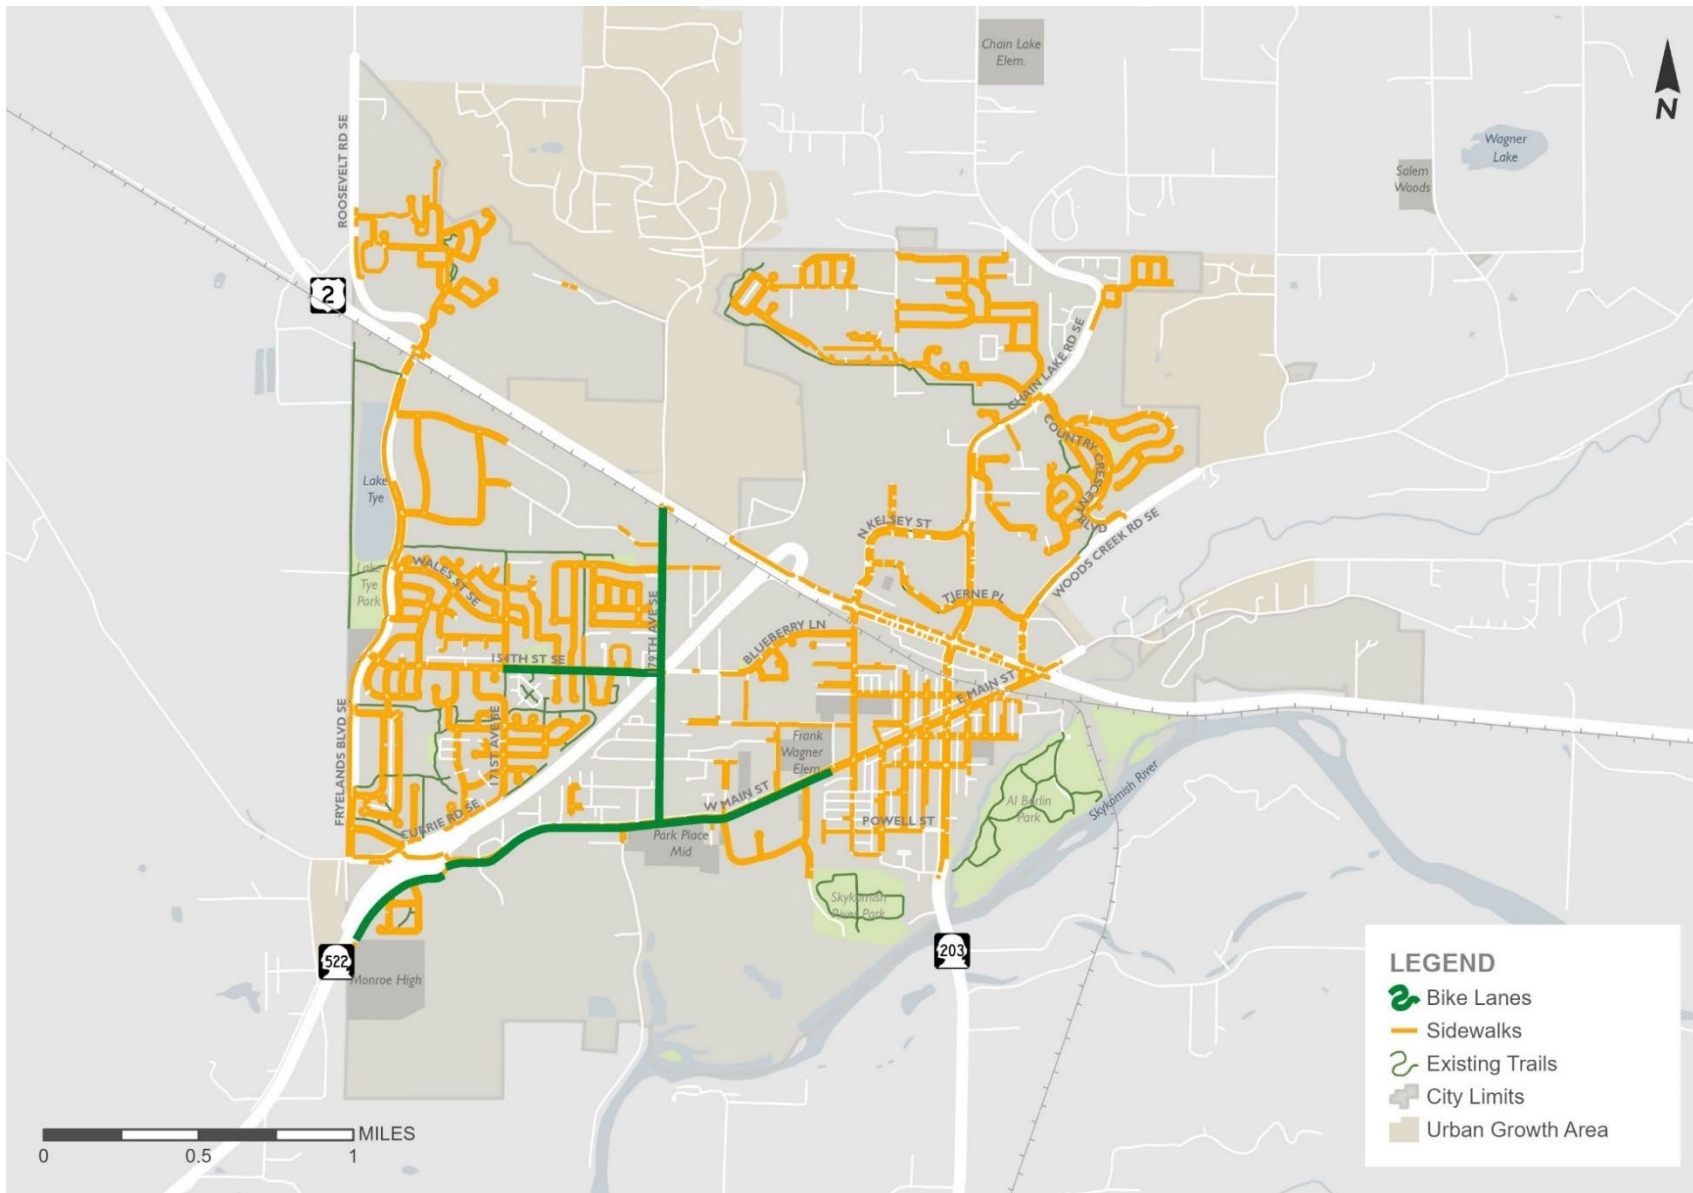 Chain Lake
Elem.
N
ROOSEVELT RD SE
Wagner
Lake
Salem
Woods
2
CHAIN LAKE RD SE
COUNTRY CRESCENT
BLVD
Lake
Tye
N KELSEY ST
WOODS CREEK RD SE
Lake
Tye
Park
WALES ST SE
179TH AVE SE
TJERNE PL
BLUEBERRY LN
154TH ST SE
E MAIN ST
FRYELANDS BLVD SE
171ST AVE SE
Frank
Wagner
Elem
W MAIN ST
Al Borlin
Park
Skykomish River
CURRIE RD SE
POWELL ST
Park Place
Mid
Skykomish
River Park
522
203
Monroe High
LEGEND
Bike Lanes
Sidewalks
Existing Trails
City Limits
Urban Growth Area
MILES
0 0.5 1